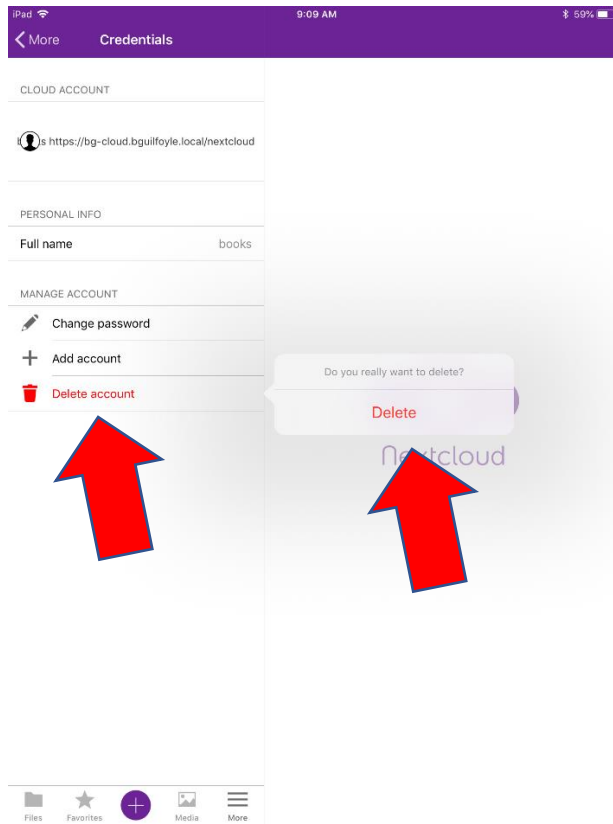 iPad 9:09 AM 59%
More Credentials
CLOUD ACCOUNT
s https://bg-cloud.bguilfoyle.local/nextcloud
PERSONAL INFO
Full name books
MANAGE ACCOUNT
Change password
Add account
Delete account
Do you really want to delete?
Delete
Nextcloud
Files Favorites Media More